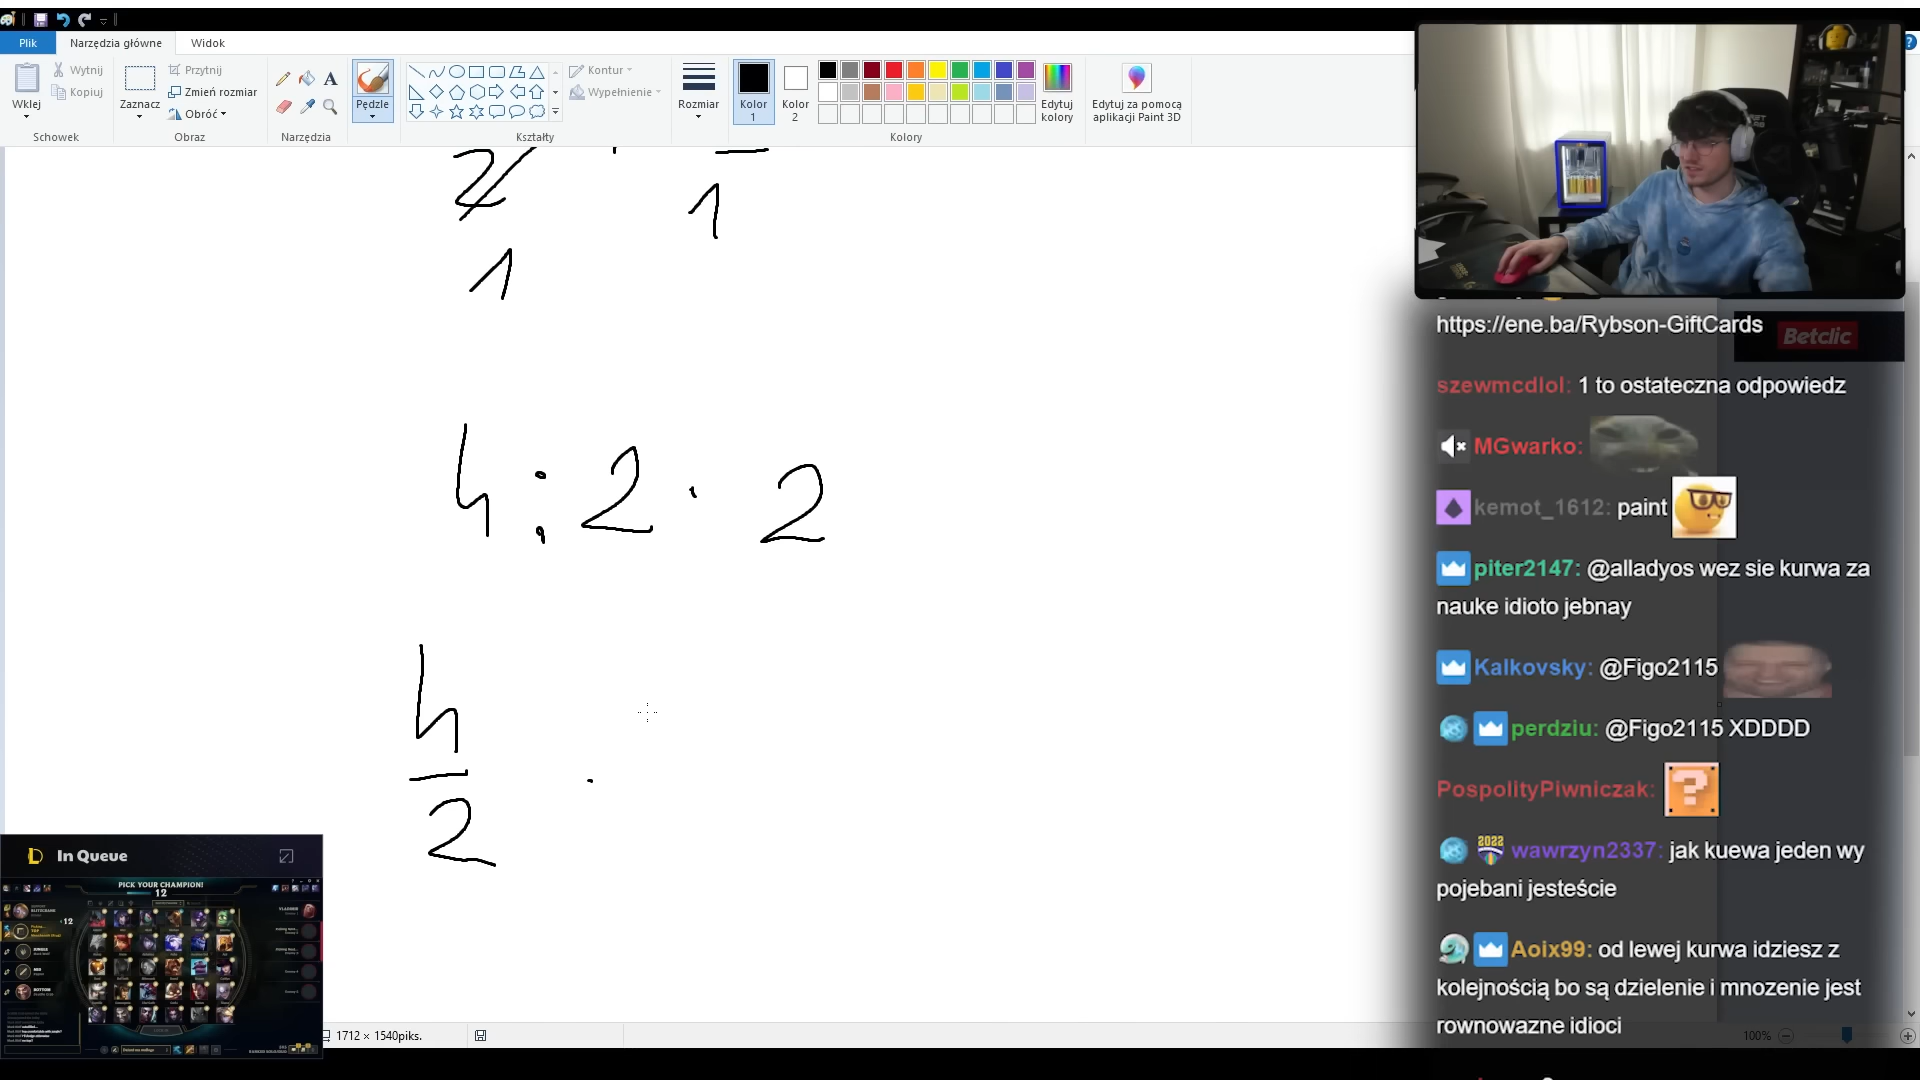 Plik Narzędzia główne Widok
Wklej
Wytnij
Kopiuj
Schowek
Zaznacz
Przytnij
Zmień rozmiar
Obróć
Obraz
A
Narzędzia
Pędzle
Kontur
Wypełnienie
Kształty
Rozmiar
Kolor 1
Kolor 2
Edytuj kolory
Kolory
Edytuj za pomocą aplikacji Paint 3D
2 · 1
1
4 : 2 · 2
4
2 ·
https://ene.ba/Rybson-GiftCards
Betclic
szewmcdlol: 1 to ostateczna odpowiedz
MGwarko:
kemot_1612: paint
piter2147: @alladyos wez sie kurwa za
nauke idioto jebnay
Kalkovsky: @Figo2115
perdziu: @Figo2115 XDDDD
PospolityPiwniczak:
wawrzyn2337: jak kuewa jeden wy
pojebani jesteście
Aoix99: od lewej kurwa idziesz z
kolejnością bo są dzielenie i mnozenie jest
rownowazne idioci
In Queue
PICK YOUR CHAMPION!
12
1712 × 1540piks.
100%